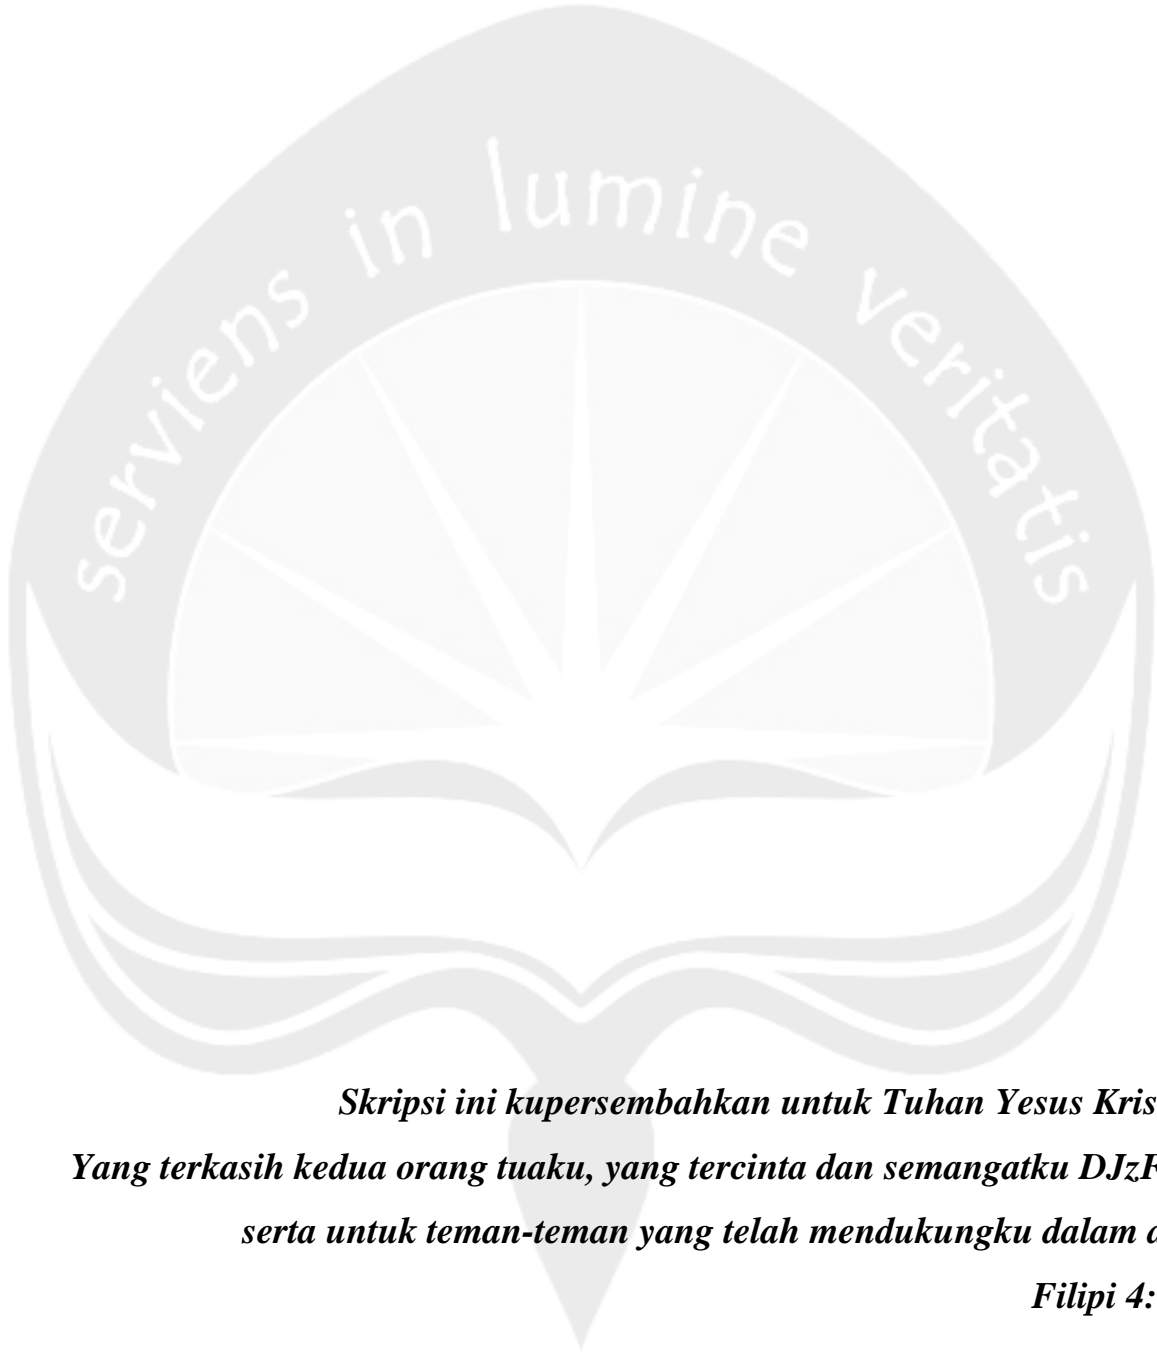 serviens in lumine veritatis
Skripsi ini kupersembahkan untuk Tuhan Yesus Kris
Yang terkasih kedua orang tuaku, yang tercinta dan semangatku
serta untuk teman-teman yang telah mendukungku dalam
Filipi 4: